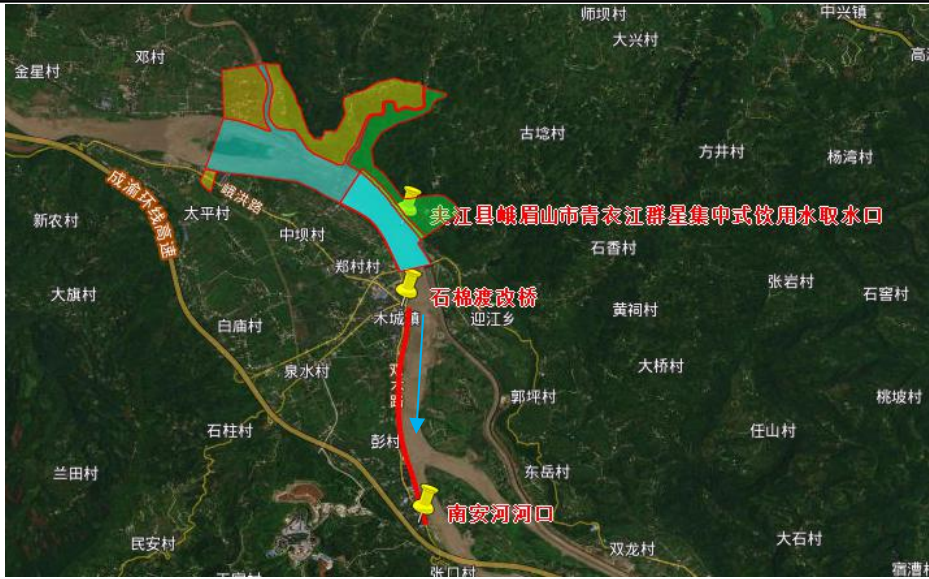 师坝村
中兴镇
大兴村
邓村
金星村
古埝村
方井村
杨湾村
成渝环线高速
峨洪路
太平村
夹江县峨眉山市青衣江群星集中式饮用水取水口
新农村
中坝村
石香村
郑村村
张岩村
大旗村
石棉渡改桥
石窖村
黄祠村
白庙村
木城镇
迎江乡
泉水村
大桥村
郭坪村
桃坡村
石柱村
任山村
彭村
兰田村
东岳村
南安河河口
民安村
双龙村
大石村
张口村